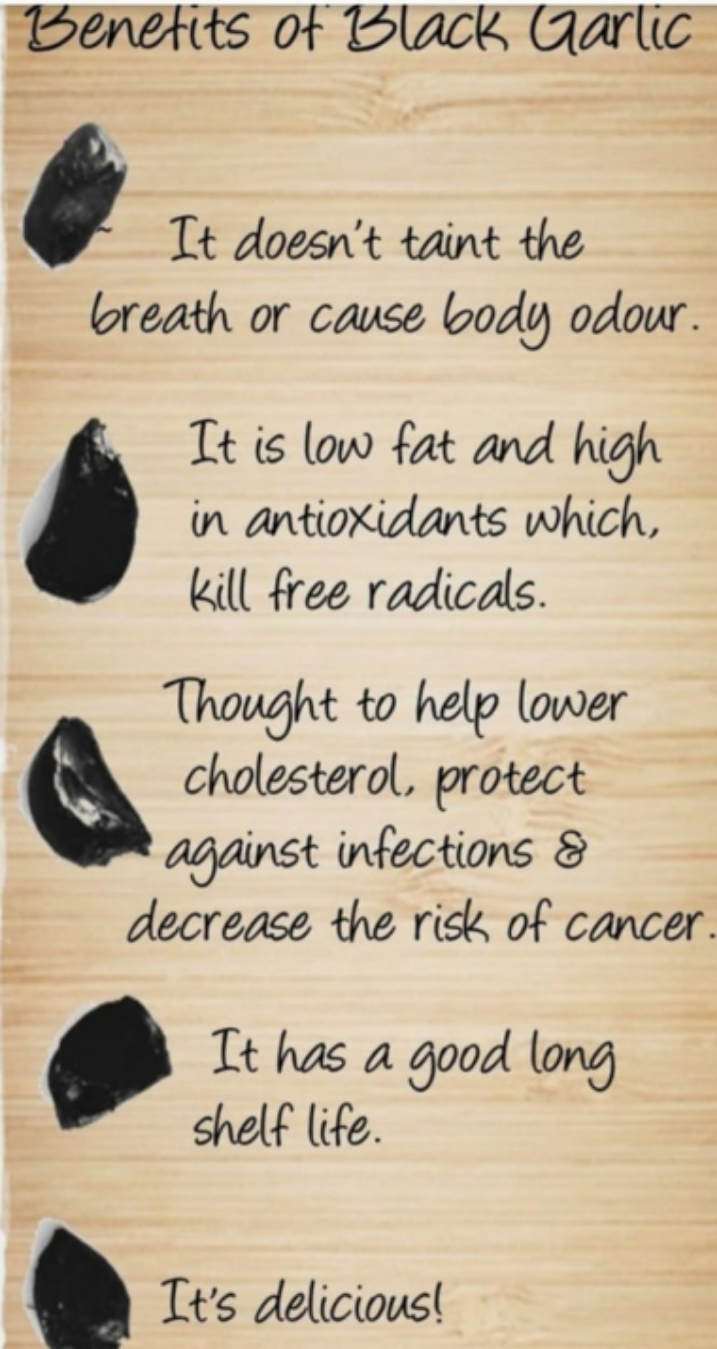 Benefits of Black Garlic
It doesn't taint the
breath or cause body odour.
It is low fat and high
in antioxidants which,
kill free radicals.
Thought to help lower
cholesterol, protect
against infections &
decrease the risk of cancer.
It has a good long
shelf life.
It's delicious!